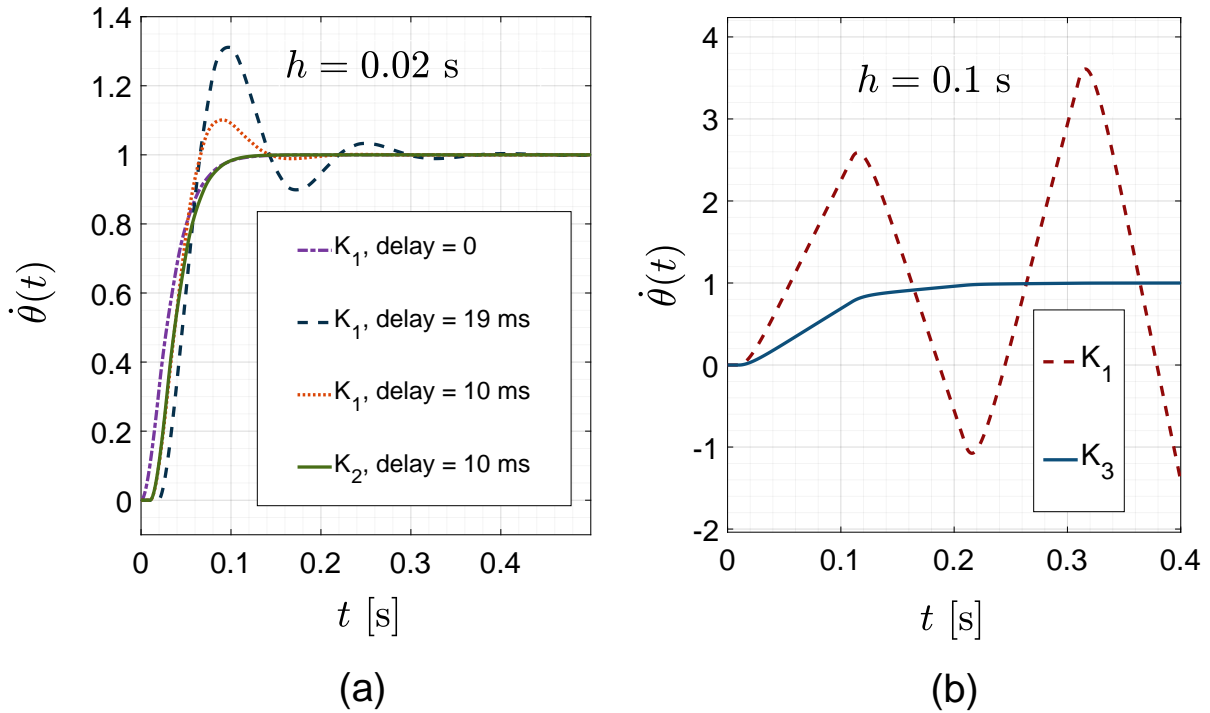 h = 0.02 s
1.4
1.2
1
0.8
0.6
0.4
0.2
0
θ̇(t)
K₁, delay = 0
K₁, delay = 19 ms
K₁, delay = 10 ms
K₂, delay = 10 ms
0 0.1 0.2 0.3 0.4
t [s]
(a)
h = 0.1 s
4
3
2
1
0
-1
-2
θ̇(t)
K₁
K₃
0 0.1 0.2 0.3 0.4
t [s]
(b)